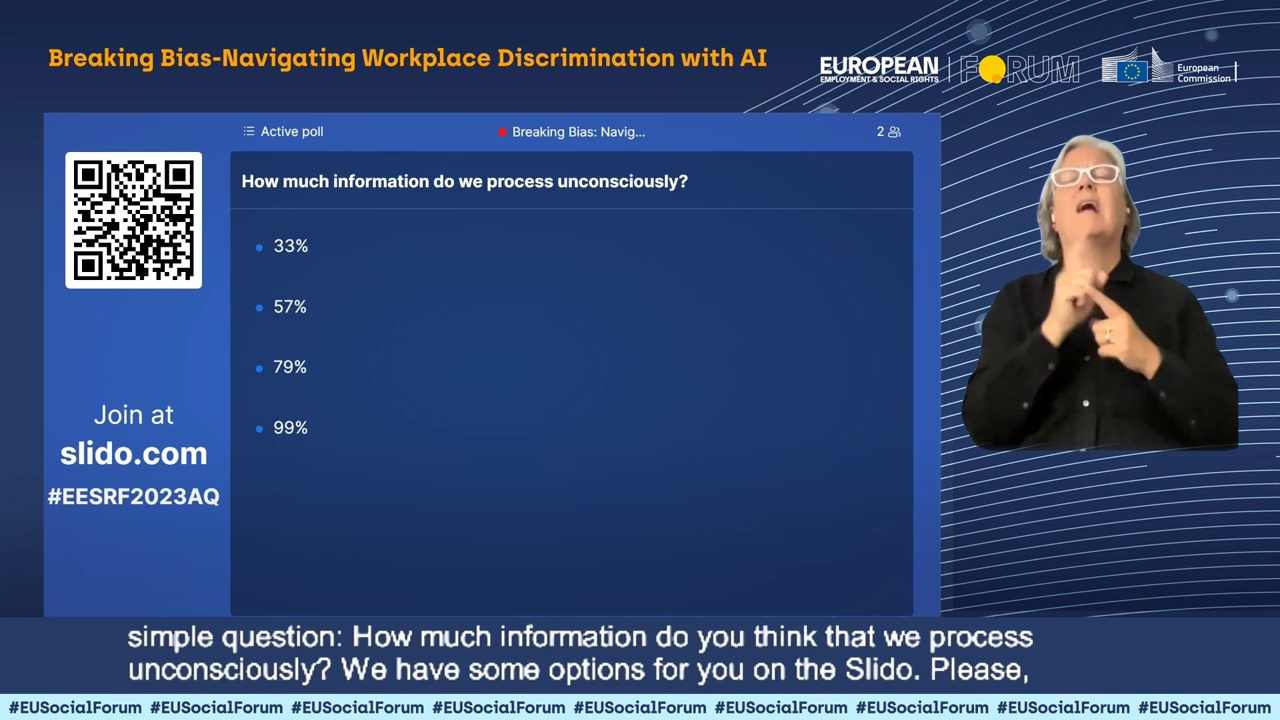 Breaking Bias-Navigating Workplace Discrimination with AI
EUROPEAN
EMPLOYMENT & SOCIAL RIGHTS
FORUM
European
Commission
Active poll
Breaking Bias: Navig...
2
How much information do we process unconsciously?
33%
57%
79%
99%
Join at
slido.com
#EESRF2023AQ
simple question: How much information do you think that we process
unconsciously? We have some options for you on the Slido. Please,
#EUSocialForum #EUSocialForum #EUSocialForum #EUSocialForum #EUSocialForum #EUSocialForum #EUSocialForum #EUSocialForum #EUSocialForum